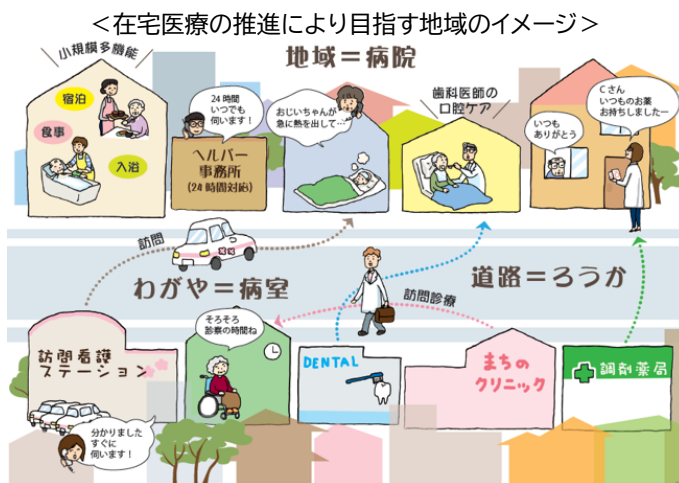 ＜在宅医療の推進により目指す地域のイメージ＞
小規模多機能
地域＝病院
宿泊
食事
入浴
24時間
いつでも
伺います！
ヘルパー
事務所
(24時間対応)
おじいちゃんが
急に熱を出して…
歯科医師の
口腔ケア
Cさん
いつものお薬
お持ちしましたー
いつも
ありがとう
訪問
わがや＝病室
道路＝ろうか
訪問診療
訪問看護
ステーション
そろそろ
診察の時間ね
DENTAL
まちの
クリニック
調剤薬局
分かりました
すぐに
伺います！